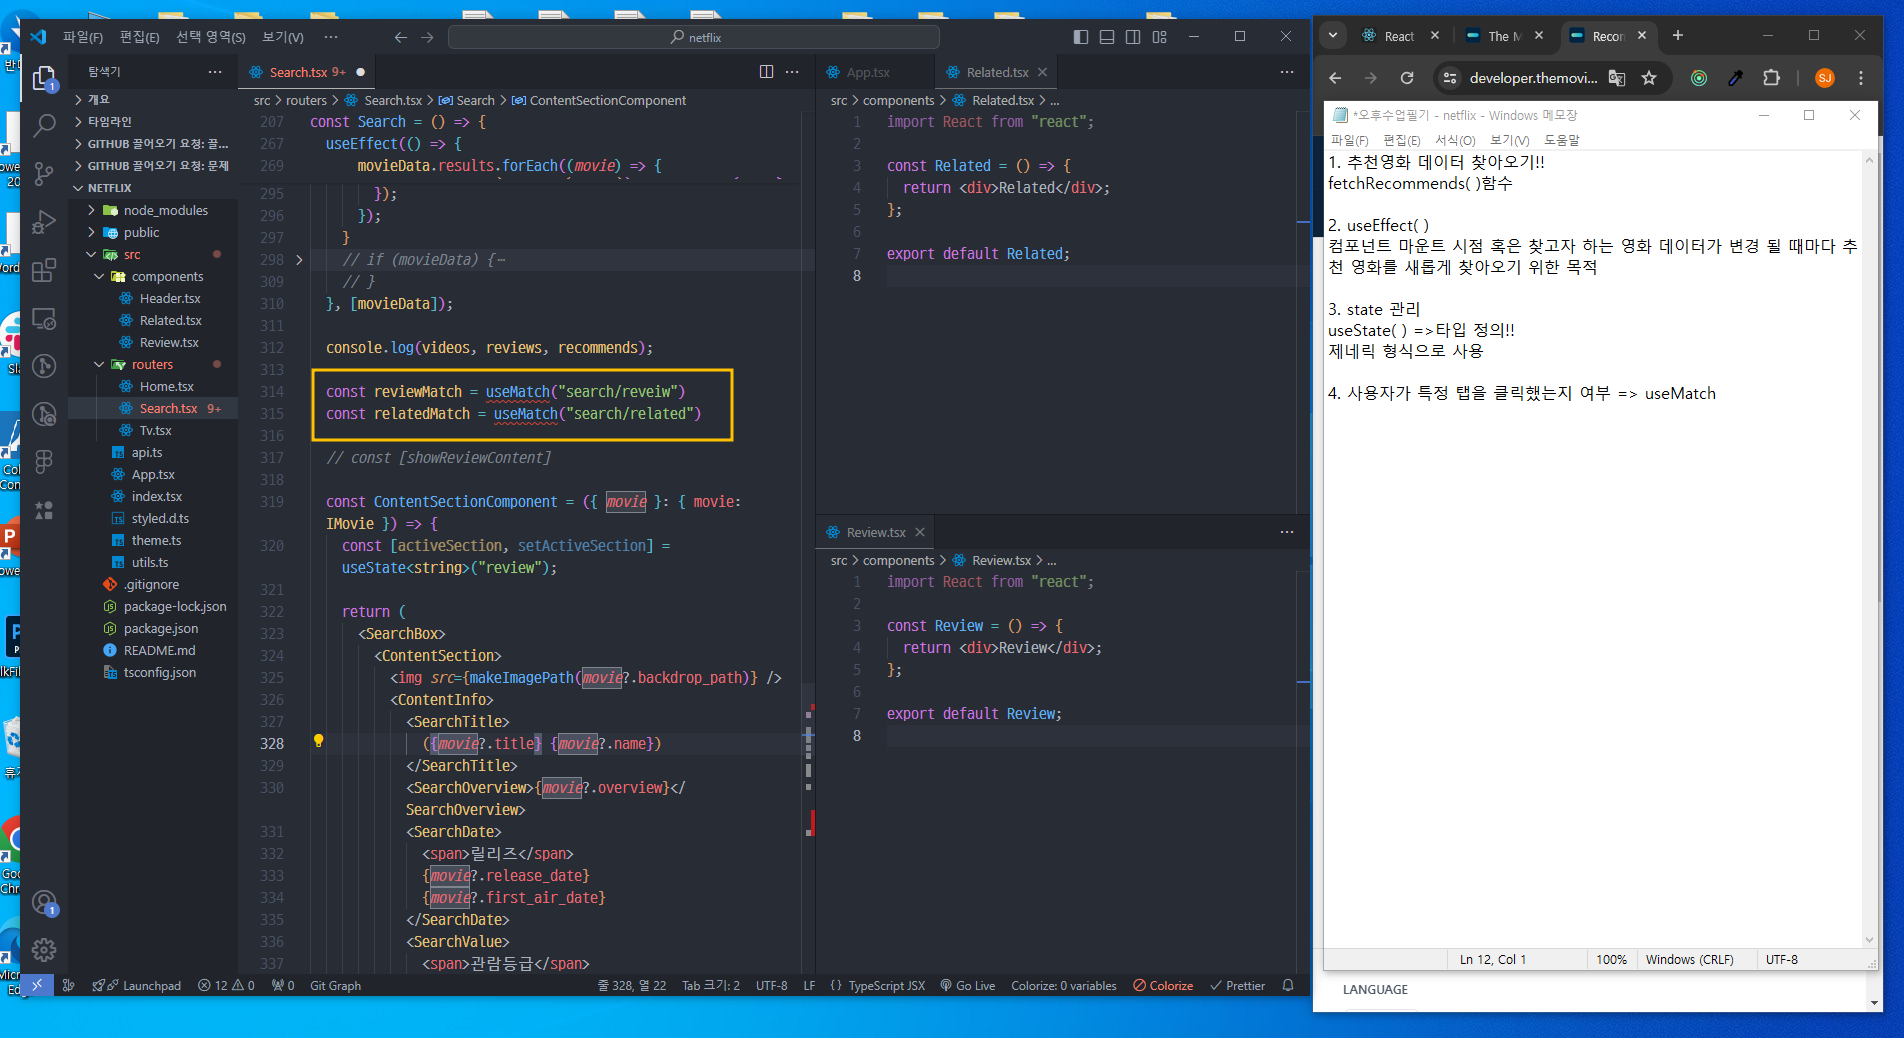 파일(F) 편집(E) 선택 영역(S) 보기(V) ···
netflix
탐색기
개요
타임라인
GITHUB 끌어오기 요청: 끌...
GITHUB 끌어오기 요청: 문제
NETFLIX
node_modules
public
src
components
Header.tsx
Related.tsx
Review.tsx
routers
Home.tsx
Search.tsx 9+
Tv.tsx
api.ts
App.tsx
index.tsx
styled.d.ts
theme.ts
utils.ts
.gitignore
package-lock.json
package.json
README.md
tsconfig.json
Search.tsx 9+
src > routers > Search.tsx > Search > ContentSectionComponent
207 const Search = () => {
267 useEffect(() => {
269 movieData.results.forEach((movie) => {
295 });
296 });
297 }
298 // if (movieData) {···
309 // }
310 }, [movieData]);
311
312 console.log(videos, reviews, recommends);
313
314 const reviewMatch = useMatch("search/reveiw")
315 const relatedMatch = useMatch("search/related")
316
317 // const [showReviewContent]
318
319 const ContentSectionComponent = ({ movie }: { movie:
IMovie }) => {
320 const [activeSection, setActiveSection] =
useState<string>("review");
321
322 return (
323 <SearchBox>
324 <ContentSection>
325 <img src={makeImagePath(movie?.backdrop_path)} />
326 <ContentInfo>
327 <SearchTitle>
328 ({movie?.title} {movie?.name})
329 </SearchTitle>
330 <SearchOverview>{movie?.overview}</
SearchOverview>
331 <SearchDate>
332 <span>릴리즈</span>
333 {movie?.release_date}
334 {movie?.first_air_date}
335 </SearchDate>
336 <SearchValue>
337 <span>관람등급</span>
App.tsx Related.tsx
src > components > Related.tsx > ...
1 import React from "react";
2
3 const Related = () => {
4 return <div>Related</div>;
5 };
6
7 export default Related;
8
Review.tsx
src > components > Review.tsx > ...
1 import React from "react";
2
3 const Review = () => {
4 return <div>Review</div>;
5 };
6
7 export default Review;
8
Launchpad 12 0 0 Git Graph 줄 328, 열 22 Tab 크기: 2 UTF-8 LF {} TypeScript JSX Go Live Colorize: 0 variables Colorize Prettier
React The M Recon
developer.themovi... SJ
*오후수업필기 - netflix - Windows 메모장
파일(F) 편집(E) 서식(O) 보기(V) 도움말
1. 추천영화 데이터 찾아오기!!
fetchRecommends( )함수
2. useEffect( )
컴포넌트 마운트 시점 혹은 찾고자 하는 영화 데이터가 변경 될 때마다 추
천 영화를 새롭게 찾아오기 위한 목적
3. state 관리
useState( ) =>타입 정의!!
제네릭 형식으로 사용
4. 사용자가 특정 탭을 클릭했는지 여부 => useMatch
Ln 12, Col 1 100% Windows (CRLF) UTF-8
LANGUAGE